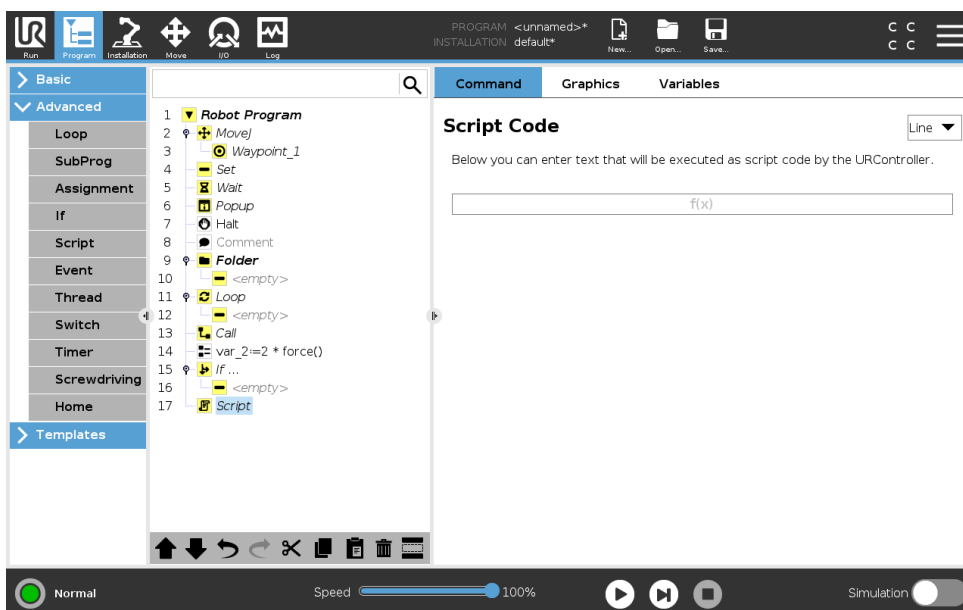 UR
Run
Program
Installation
Move
I/O
Log
PROGRAM <unnamed>*
INSTALLATION default*
New...
Open...
Save...
C C
C C
Basic
Advanced
Loop
SubProg
Assignment
If
Script
Event
Thread
Switch
Timer
Screwdriving
Home
Templates
1 Robot Program
2 MoveJ
3 Waypoint_1
4 Set
5 Wait
6 Popup
7 Halt
8 Comment
9 Folder
10 <empty>
11 Loop
12 <empty>
13 Call
14 var_2:=2 * force()
15 If ...
16 <empty>
17 Script
Command
Graphics
Variables
Script Code
Line
Below you can enter text that will be executed as script code by the URController.
f(x)
Normal
Speed
100%
Simulation